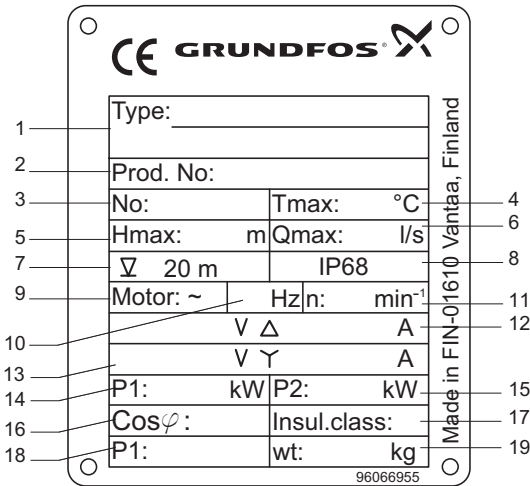 CE GRUNDFOS
1 Type:
2 Prod. No:
3 No: Tmax: °C 4
5 Hmax: m Qmax: l/s 6
7 20 m IP68 8
9 Motor: ~ Hz n: min⁻¹ 11
10 V △ A 12
13 V Y A
14 P1: kW P2: kW 15
16 Cosφ: Insul.class: 17
18 P1: wt: kg 19
96066955
Made in FIN-01610 Vantaa, Finland